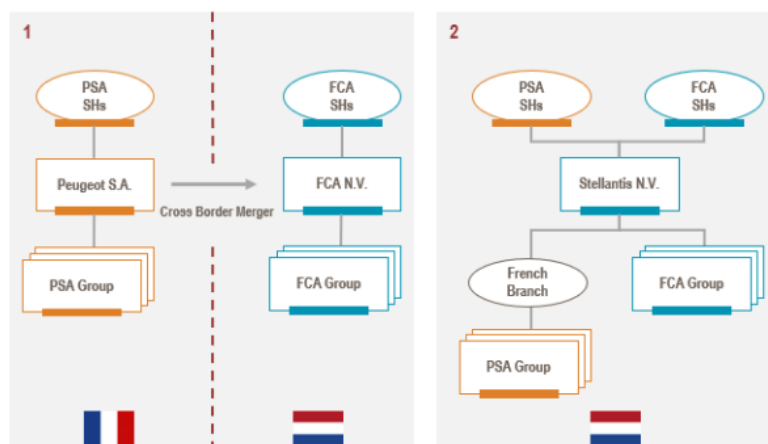 1
PSA
SHs
FCA
SHs
Peugeot S.A.
FCA N.V.
Cross Border Merger
PSA Group
FCA Group
2
PSA
SHs
FCA
SHs
Stellantis N.V.
French
Branch
FCA Group
PSA Group